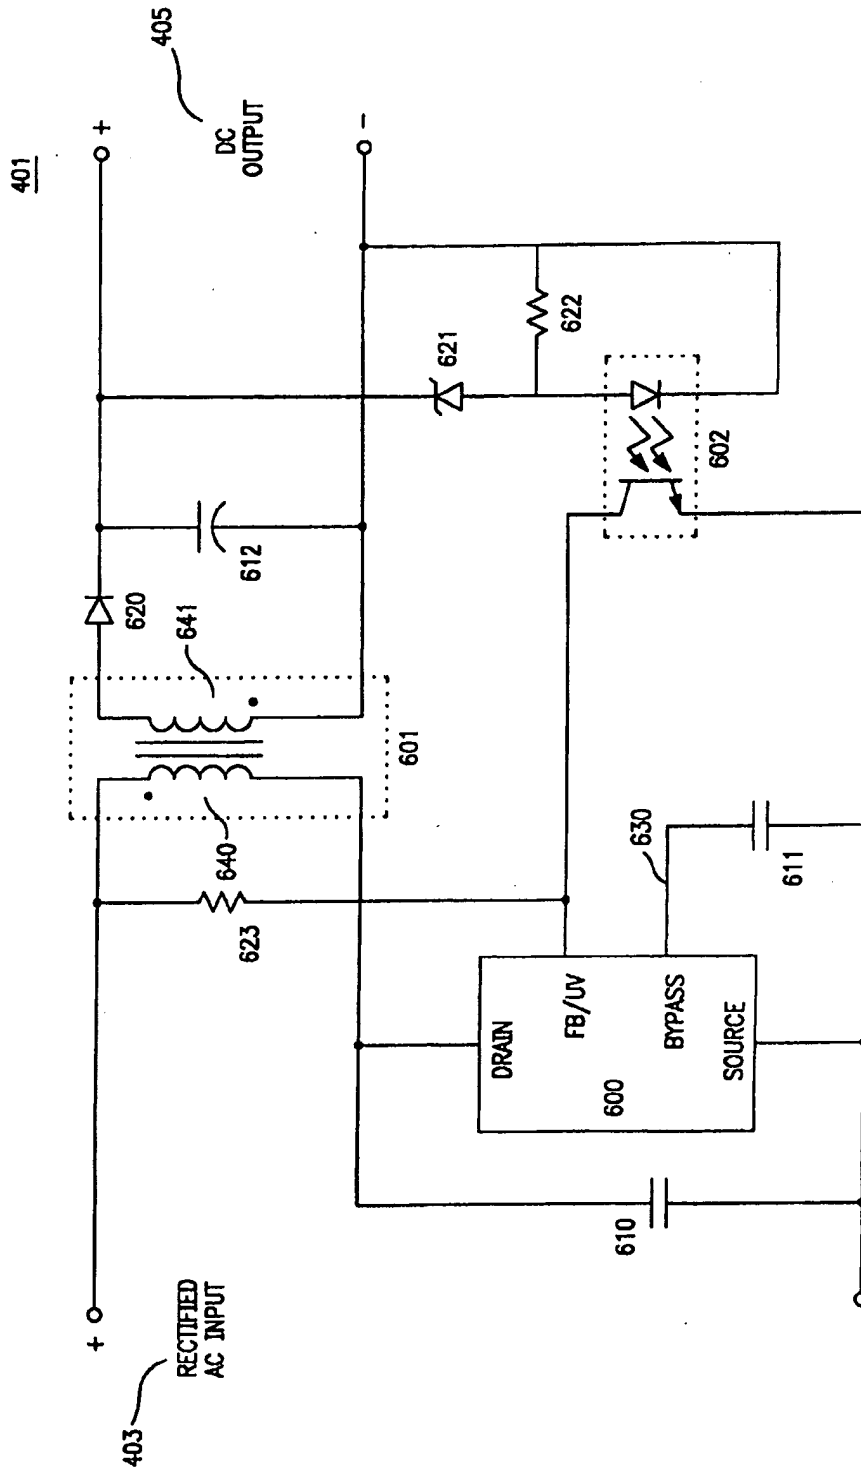 401
405
DC
OUTPUT
+
-
620
641
612
621
622
602
601
640
623
630
611
DRAIN
FB/UV
BYPASS
SOURCE
600
610
+
RECTIFIED
AC INPUT
403